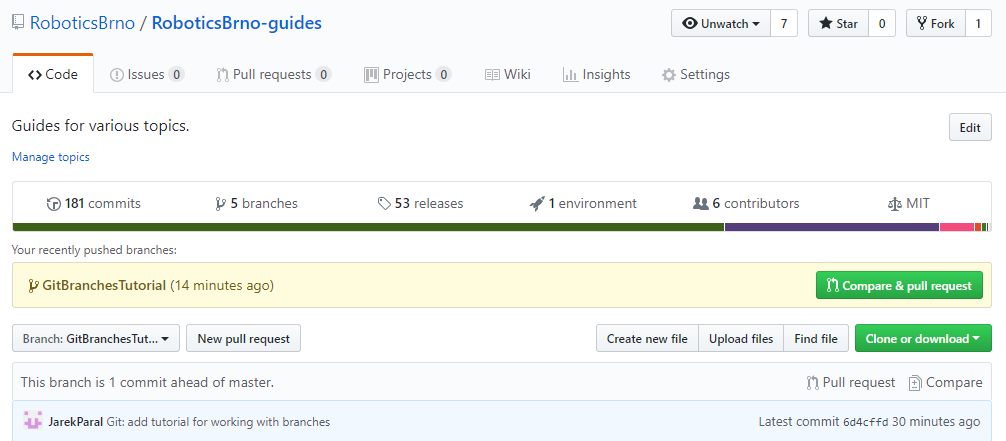 RoboticsBrno / RoboticsBrno-guides Unwatch 7 Star 0 Fork 1
Code Issues 0 Pull requests 0 Projects 0 Wiki Insights Settings
Guides for various topics. Edit
Manage topics
181 commits 5 branches 53 releases 1 environment 6 contributors MIT
Your recently pushed branches:
GitBranchesTutorial (14 minutes ago) Compare & pull request
Branch: GitBranchesTut... New pull request Create new file Upload files Find file Clone or download
This branch is 1 commit ahead of master. Pull request Compare
JarekParal Git: add tutorial for working with branches Latest commit 6d4cffd 30 minutes ago